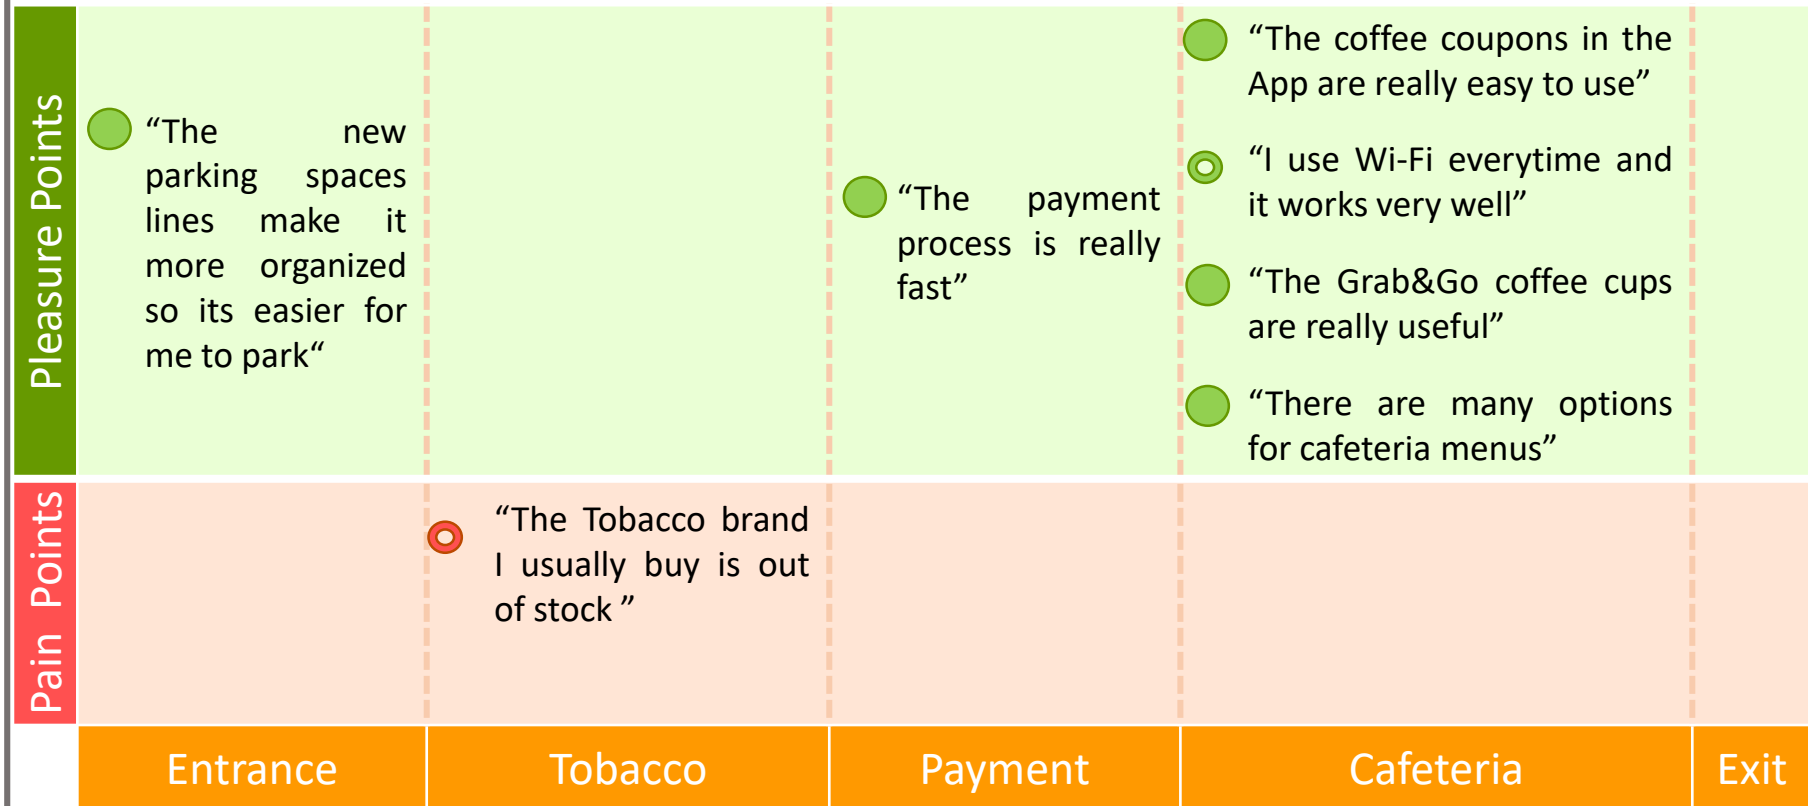 Pleasure Points
“The new
parking spaces
lines make it
more organized
so its easier for
me to park“
“The payment
process is really
fast”
“The coffee coupons in the
App are really easy to use”
“I use Wi-Fi everytime and
it works very well”
“The Grab&Go coffee cups
are really useful”
“There are many options
for cafeteria menus”
Pain Points
“The Tobacco brand
I usually buy is out
of stock ”
Entrance
Tobacco
Payment
Cafeteria
Exit